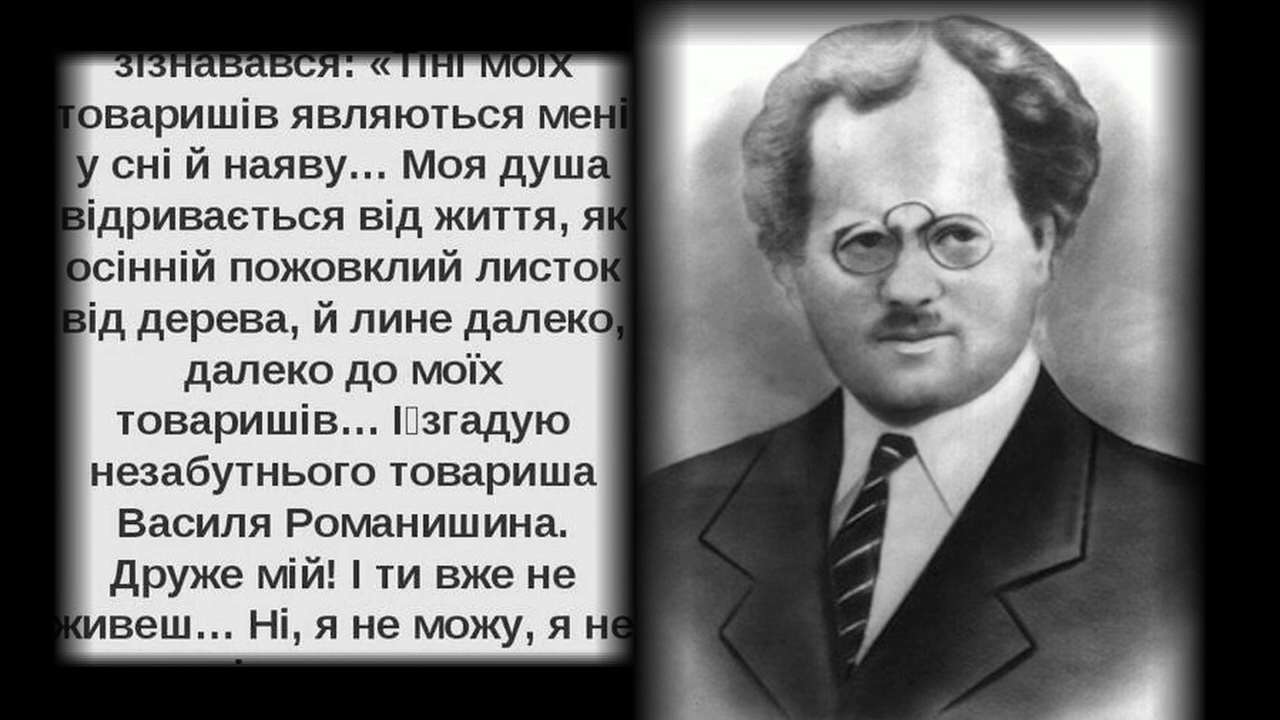 зізнавався: «Тіні моїх
товаришів являються мені
у сні й наяву… Моя душа
відривається від життя, як
осінній пожовклий листок
від дерева, й лине далеко,
далеко до моїх
товаришів… І▯згадую
незабутнього товариша
Василя Романишина.
Друже мій! І ти вже не
живеш… Ні, я не можу, я не